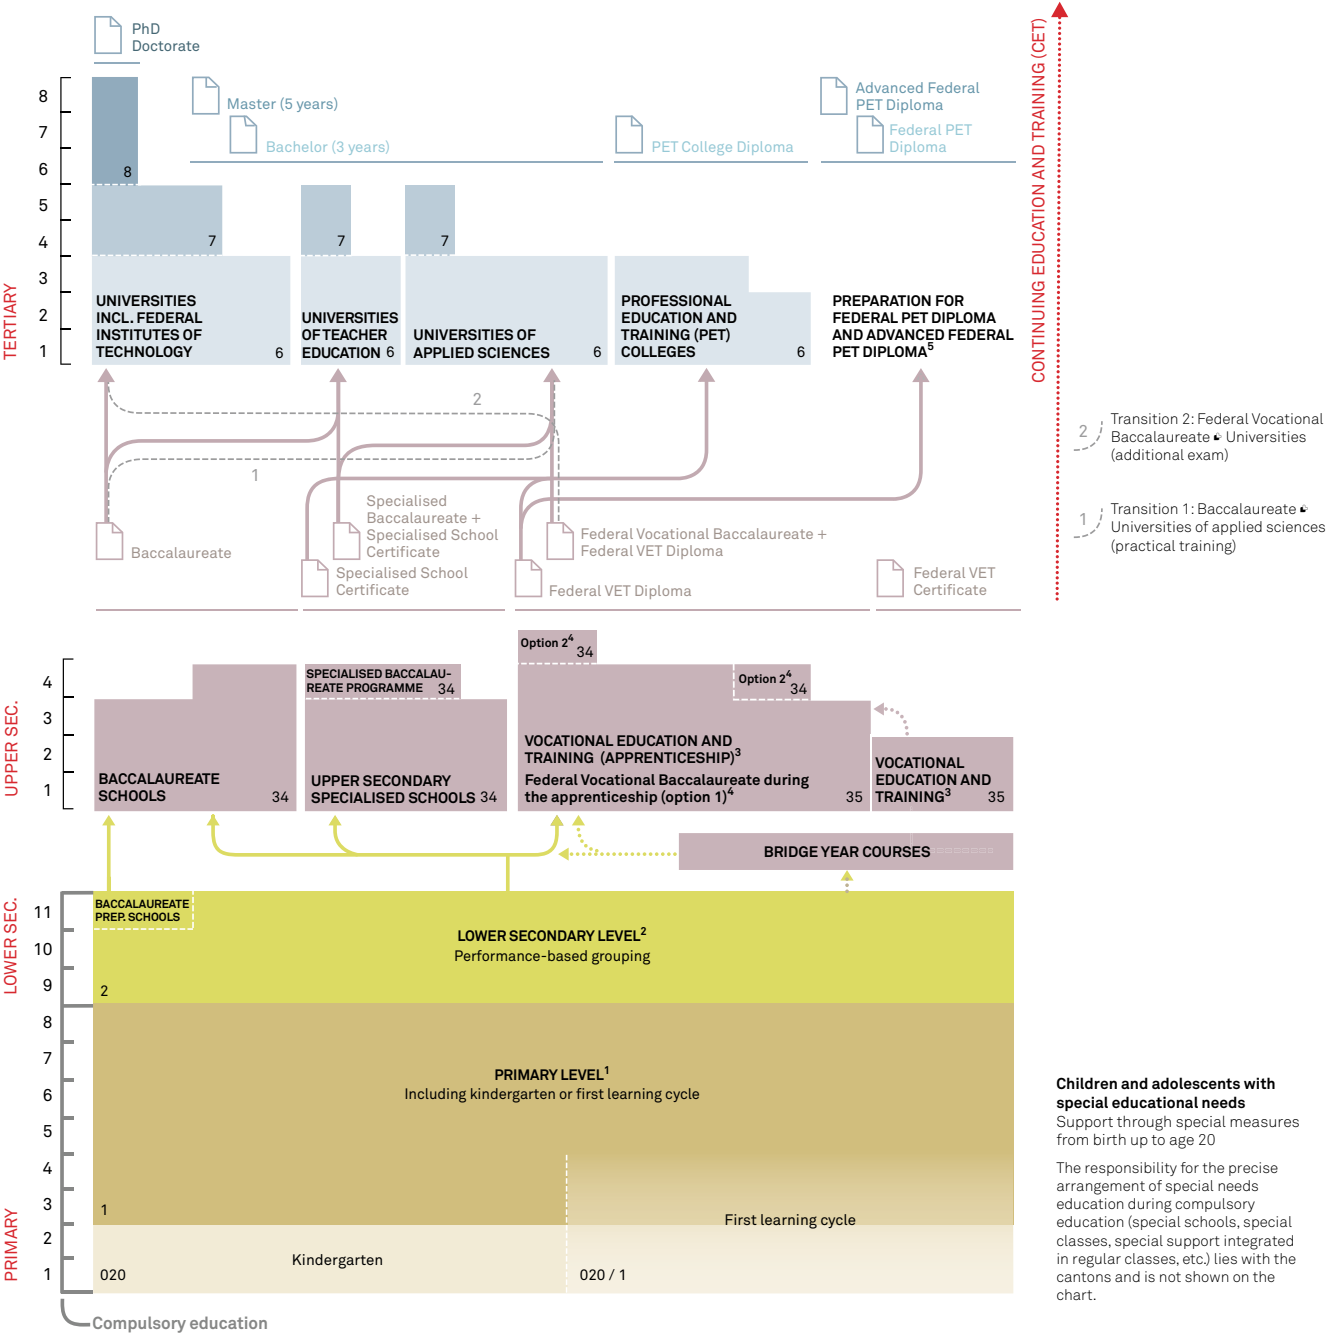 PhD
Doctorate
Master (5 years)
Bachelor (3 years)
PET College Diploma
Advanced Federal
PET Diploma
Federal PET
Diploma
CONTINUING EDUCATION AND TRAINING (CET)
TERTIARY
8
7
6
5
4
3
2
1
8
7
7
7
UNIVERSITIES
INCL. FEDERAL
INSTITUTES OF
TECHNOLOGY 6
UNIVERSITIES
OF TEACHER
EDUCATION 6
UNIVERSITIES OF
APPLIED SCIENCES 6
PROFESSIONAL
EDUCATION AND
TRAINING (PET)
COLLEGES 6
PREPARATION FOR
FEDERAL PET DIPLOMA
AND ADVANCED FEDERAL
PET DIPLOMA5
2
1
2
Transition 2: Federal Vocational
Baccalaureate Universities
(additional exam)
1
Transition 1: Baccalaureate
Universities of applied sciences
(practical training)
Baccalaureate
Specialised
Baccalaureate +
Specialised School
Certificate
Specialised School
Certificate
Federal Vocational Baccalaureate +
Federal VET Diploma
Federal VET Diploma
Federal VET
Certificate
UPPER SEC.
4
3
2
1
BACCALAUREATE
SCHOOLS 34
SPECIALISED BACCALAU-
REATE PROGRAMME 34
UPPER SECONDARY
SPECIALISED SCHOOLS 34
Option 24
34
Option 24
34
VOCATIONAL EDUCATION AND
TRAINING (APPRENTICESHIP)3
Federal Vocational Baccalaureate during
the apprenticeship (option 1)4 35
VOCATIONAL
EDUCATION AND
TRAINING3 35
BRIDGE YEAR COURSES
LOWER SEC.
11
10
9
BACCALAUREATE
PREP. SCHOOLS
LOWER SECONDARY LEVEL2
Performance-based grouping
2
PRIMARY
8
7
6
5
4
3
2
1
PRIMARY LEVEL1
Including kindergarten or first learning cycle
1
First learning cycle
Kindergarten
020
020 / 1
Compulsory education
Children and adolescents with
special educational needs
Support through special measures
from birth up to age 20
The responsibility for the precise
arrangement of special needs
education during compulsory
education (special schools, special
classes, special support integrated
in regular classes, etc.) lies with the
cantons and is not shown on the
chart.